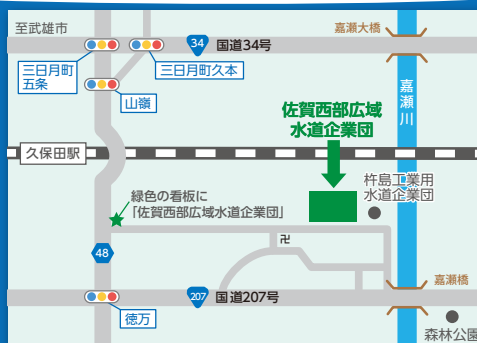 至武雄市
34
国道34号
嘉瀬大橋
三日月町
五条
三日月町久本
山嶺
嘉瀬川
佐賀西部広域
水道企業団
久保田駅
杵島工業用
水道企業団
緑色の看板に
「佐賀西部広域水道企業団」
卍
48
嘉瀬橋
207
国道207号
徳万
森林公園